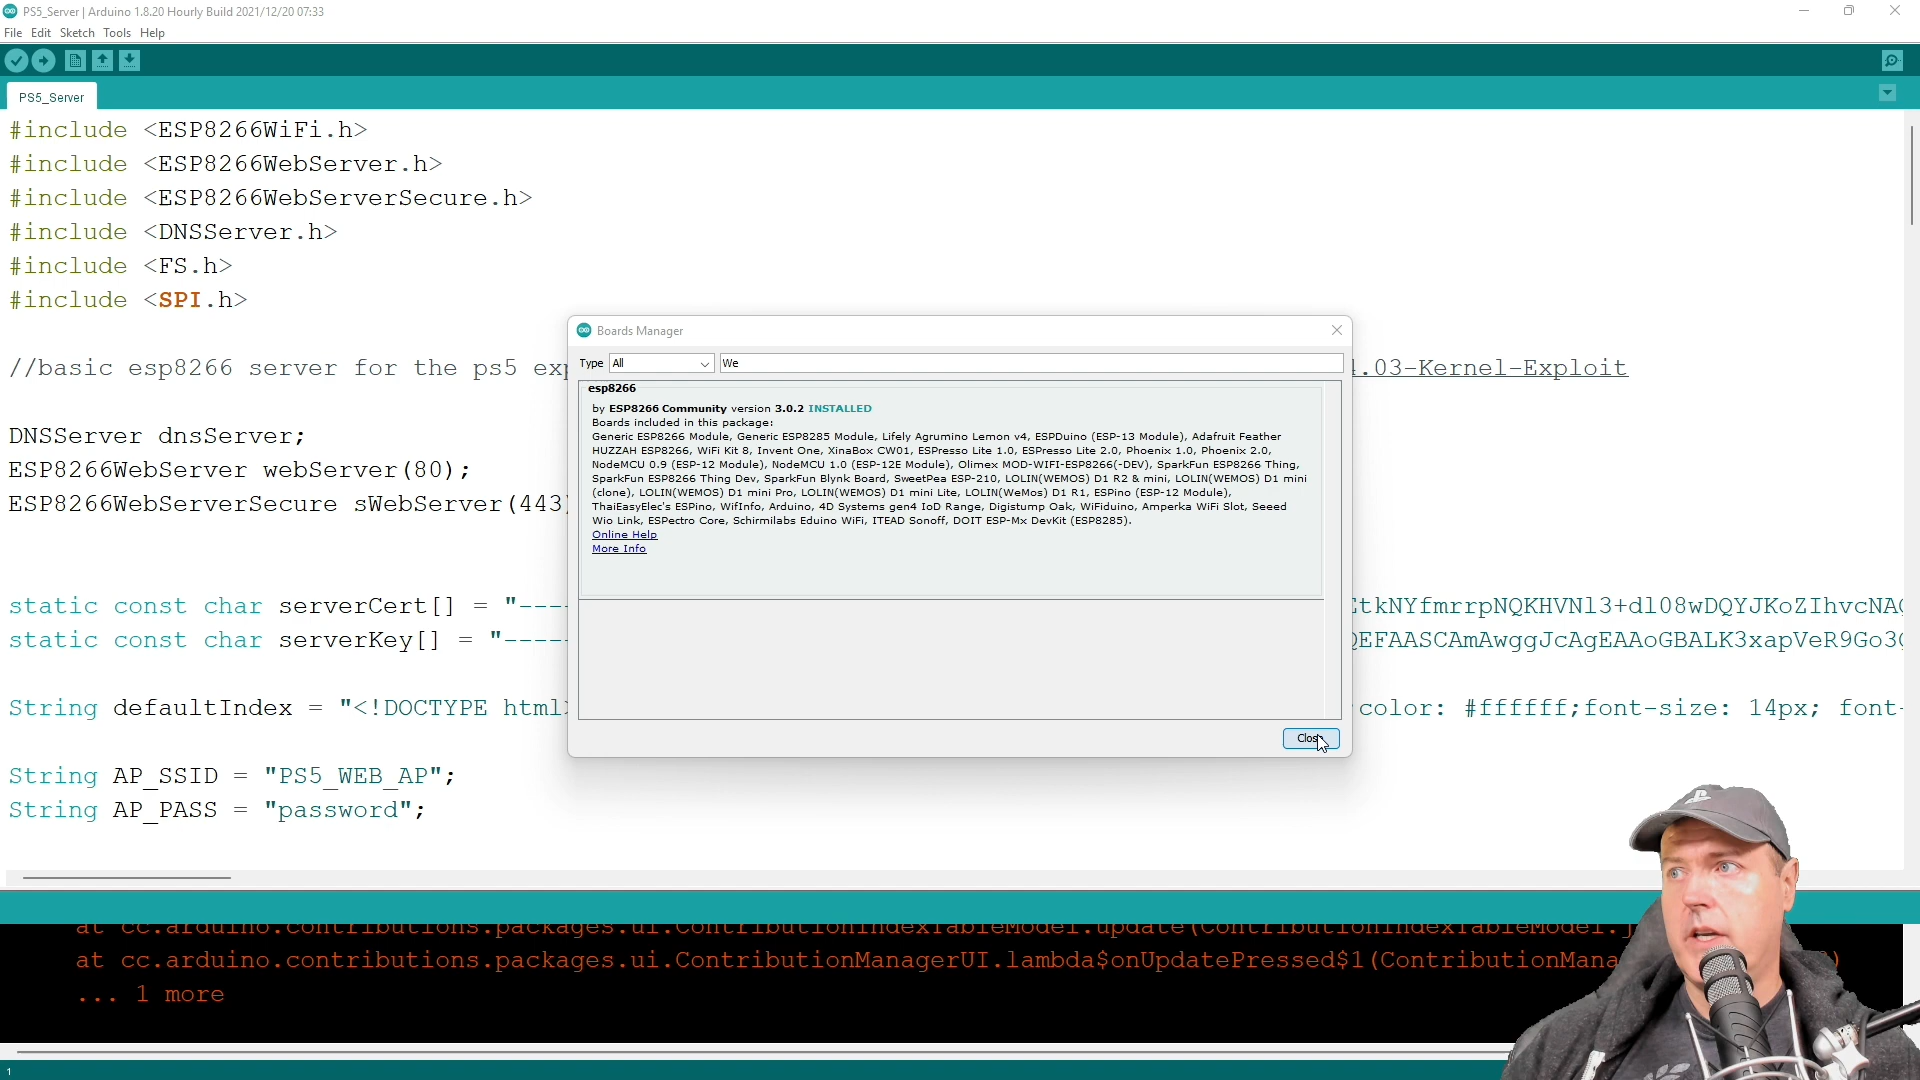 PS5_Server | Arduino 1.8.20 Hourly Build 2021/12/20 07:33
File Edit Sketch Tools Help
PS5_Server
#include <ESP8266WiFi.h>
#include <ESP8266WebServer.h>
#include <ESP8266WebServerSecure.h>
#include <DNSServer.h>
#include <FS.h>
#include <SPI.h>
//basic esp8266 server for the ps5 exp
.03-Kernel-Exploit
DNSServer dnsServer;
ESP8266WebServer webServer(80);
ESP8266WebServerSecure sWebServer(443)
static const char serverCert[] = "----
tkNYfmrrpNQKHVNl3+dl08wDQYJKoZIhvcNAQ
static const char serverKey[] = "-----
QEFAASCAmAwggJcAgEAAoGBALK3xapVeR9Go3Q
String defaultIndex = "<!DOCTYPE html>
color: #ffffff;font-size: 14px; font-
String AP_SSID = "PS5_WEB_AP";
String AP_PASS = "password";
Boards Manager
Type All We
esp8266
by ESP8266 Community version 3.0.2 INSTALLED
Boards included in this package:
Generic ESP8266 Module, Generic ESP8285 Module, Lifely Agrumino Lemon v4, ESPDuino (ESP-13 Module), Adafruit Feather
HUZZAH ESP8266, WiFi Kit 8, Invent One, XinaBox CW01, ESPresso Lite 1.0, ESPresso Lite 2.0, Phoenix 1.0, Phoenix 2.0,
NodeMCU 0.9 (ESP-12 Module), NodeMCU 1.0 (ESP-12E Module), Olimex MOD-WIFI-ESP8266(-DEV), SparkFun ESP8266 Thing,
SparkFun ESP8266 Thing Dev, SparkFun Blynk Board, SweetPea ESP-210, LOLIN(WEMOS) D1 R2 & mini, LOLIN(WEMOS) D1 mini
(clone), LOLIN(WEMOS) D1 mini Pro, LOLIN(WEMOS) D1 mini Lite, LOLIN(WeMos) D1 R1, ESPino (ESP-12 Module),
ThaiEasyElec's ESPino, WifInfo, Arduino, 4D Systems gen4 IoD Range, Digistump Oak, WiFiduino, Amperka WiFi Slot, Seeed
Wio Link, ESPectro Core, Schirmilabs Eduino WiFi, ITEAD Sonoff, DOIT ESP-Mx DevKit (ESP8285).
Online Help
More Info
Close
at cc.arduino.contributions.packages.ui.ContributionIndexTableModel.update(ContributionIndexTableModel.j
at cc.arduino.contributions.packages.ui.ContributionManagerUI.lambda$onUpdatePressed$1(ContributionMana
... 1 more
1